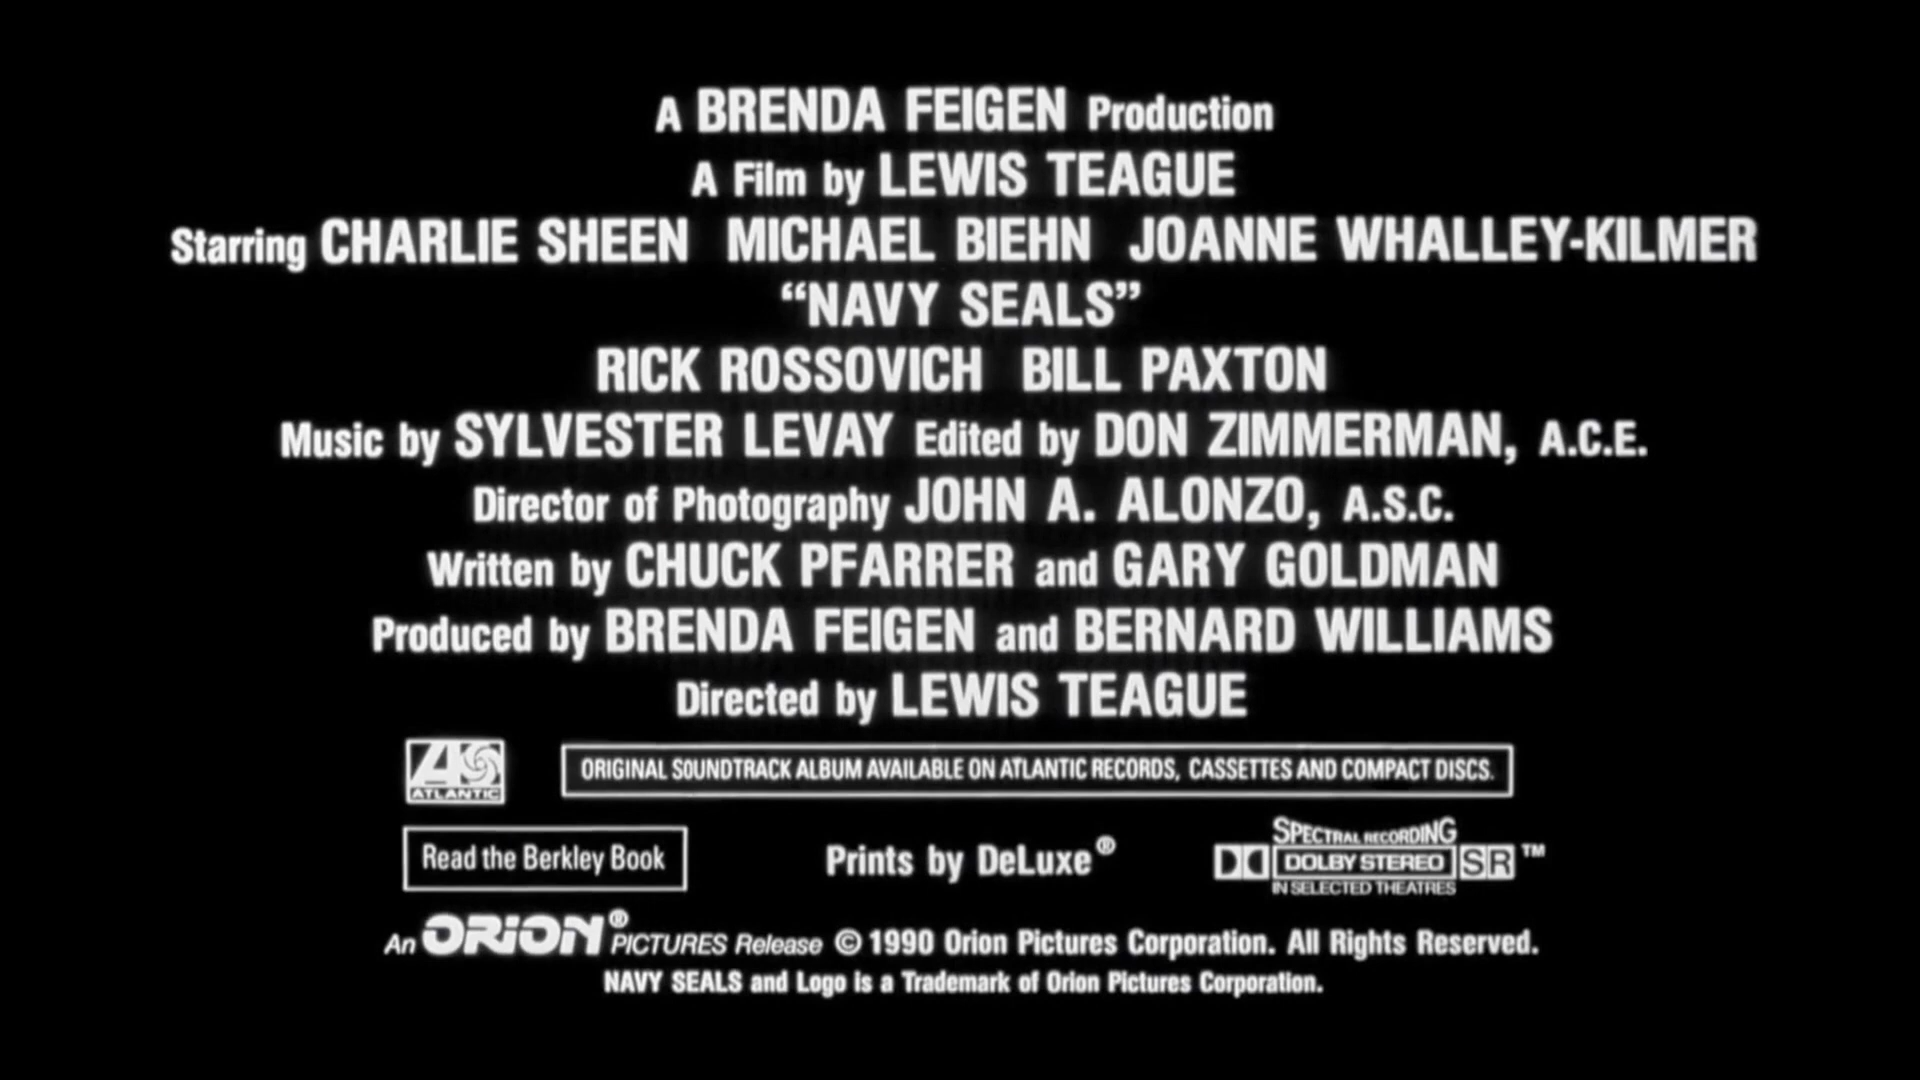 A BRENDA FEIGEN Production
A Film by LEWIS TEAGUE
Starring CHARLIE SHEEN MICHAEL BIEHN JOANNE WHALLEY-KILMER
“NAVY SEALS”
RICK ROSSOVICH BILL PAXTON
Music by SYLVESTER LEVAY Edited by DON ZIMMERMAN, A.C.E.
Director of Photography JOHN A. ALONZO, A.S.C.
Written by CHUCK PFARRER and GARY GOLDMAN
Produced by BRENDA FEIGEN and BERNARD WILLIAMS
Directed by LEWIS TEAGUE
ATLANTIC
ORIGINAL SOUNDTRACK ALBUM AVAILABLE ON ATLANTIC RECORDS, CASSETTES AND COMPACT DISCS.
Read the Berkley Book
Prints by DeLuxe®
SPECTRAL RECORDING
DOLBY STEREO SR™
IN SELECTED THEATRES
An ORION® PICTURES Release © 1990 Orion Pictures Corporation. All Rights Reserved.
NAVY SEALS and Logo is a Trademark of Orion Pictures Corporation.